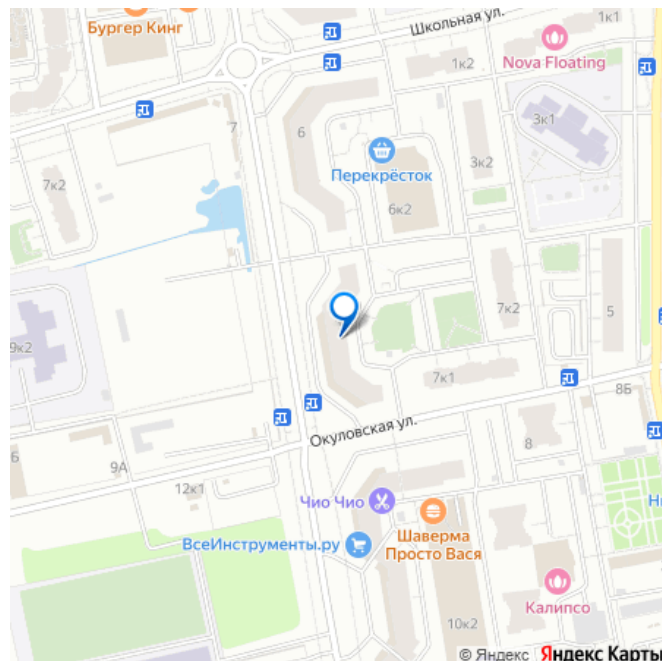 1к1
Школьная ул.
Бургер Кинг
Nova Floating
1к2
3к1
7
6
Перекрёсток
3к2
7к2
6к2
7к2
5
9к2
7к1
8Б
Окуловская ул.
Б
9А
8
12к1
Чио Чио
Ни
ВсеИнструменты.ру
Шаверма
Просто Вася
Калипсо
10к2
© Яндекс Яндекс Карты